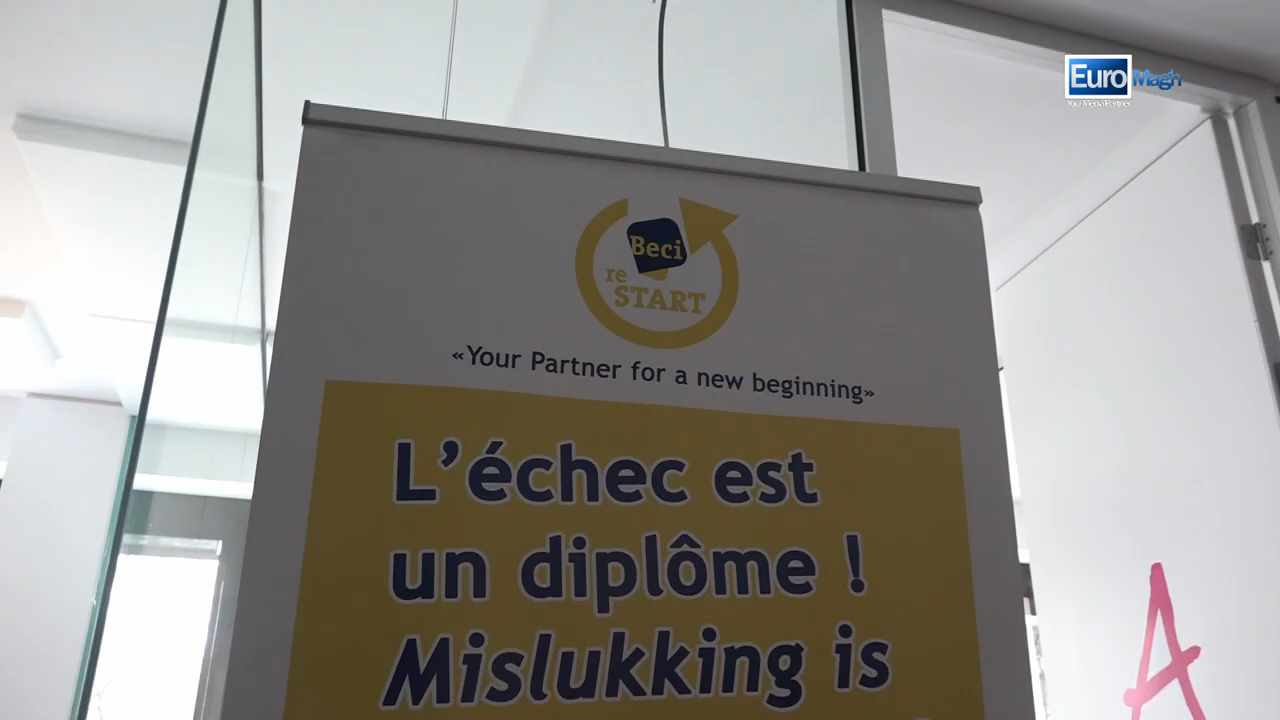 Euro Magh
Your Media Partner
Beci
re
START
«Your Partner for a new beginning»
L'échec est
un diplôme !
Mislukking is
A